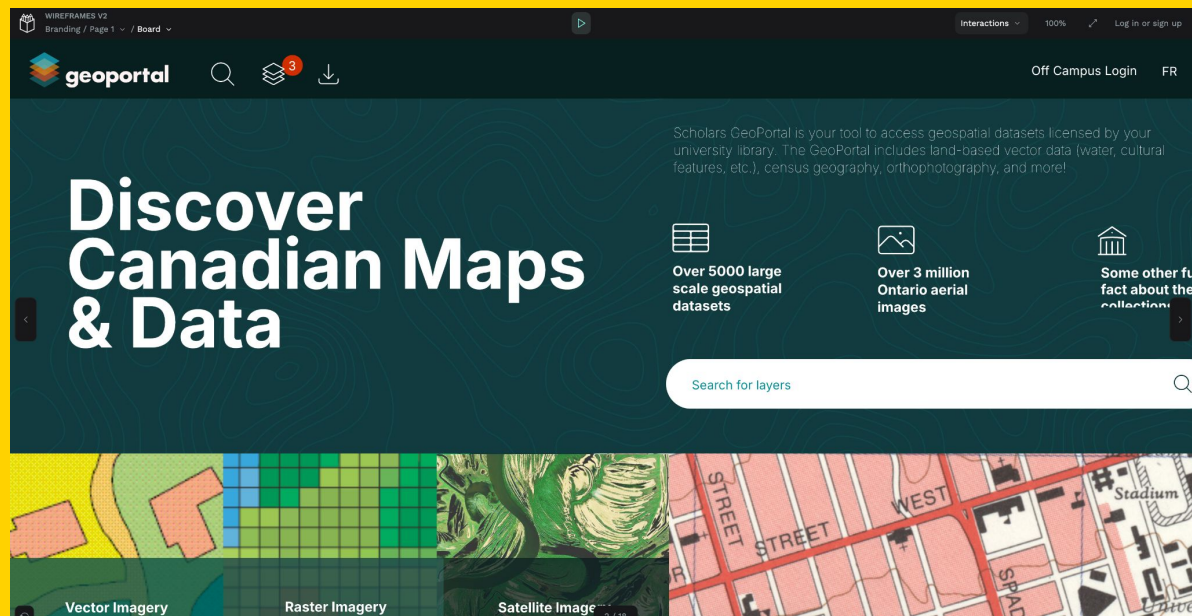 WIREFRAMES V2
Branding / Page 1 / Board
Interactions
100%
Log in or sign up
geoportal
3
Off Campus Login
FR
Discover
Canadian Maps
& Data
Scholars GeoPortal is your tool to access geospatial datasets licensed by your
university library. The GeoPortal includes land-based vector data (water, cultural
features, etc.), census geography, orthophotography, and more!
Over 5000 large
scale geospatial
datasets
Over 3 million
Ontario aerial
images
Some other fu
fact about the
collection
Search for layers
Vector Imagery
Raster Imagery
Satellite Image
STREET
STREET
WEST
Stadium
SPA